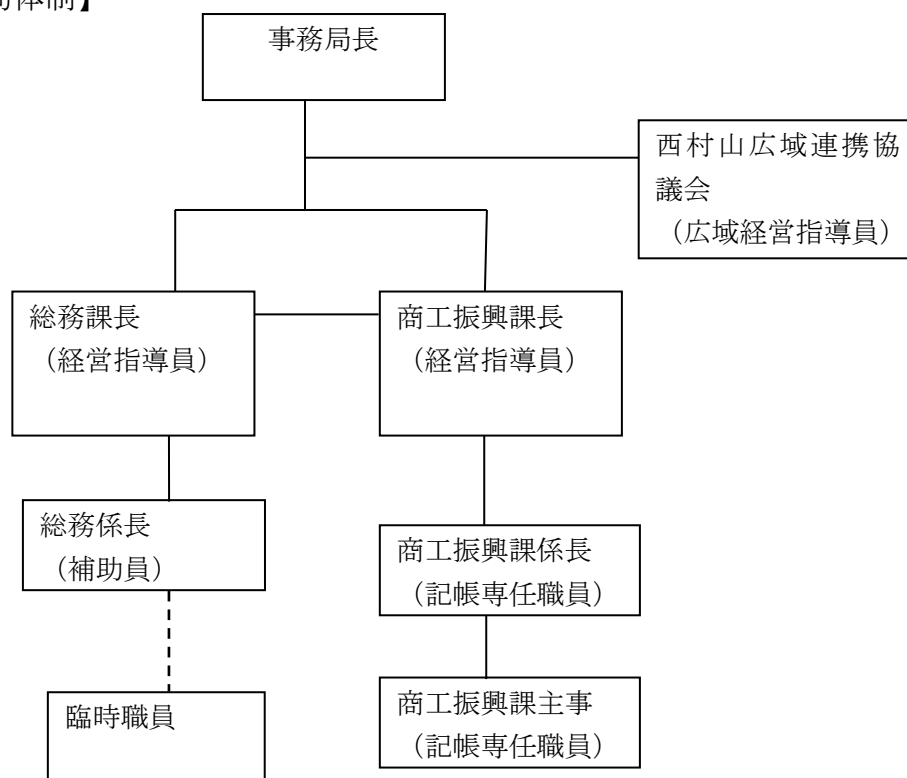 体制】
事務局長
西村山広域連携協
議会
（広域経営指導員）
総務課長
（経営指導員）
商工振興課長
（経営指導員）
総務係長
（補助員）
商工振興課係長
（記帳専任職員）
臨時職員
商工振興課主事
（記帳専任職員）